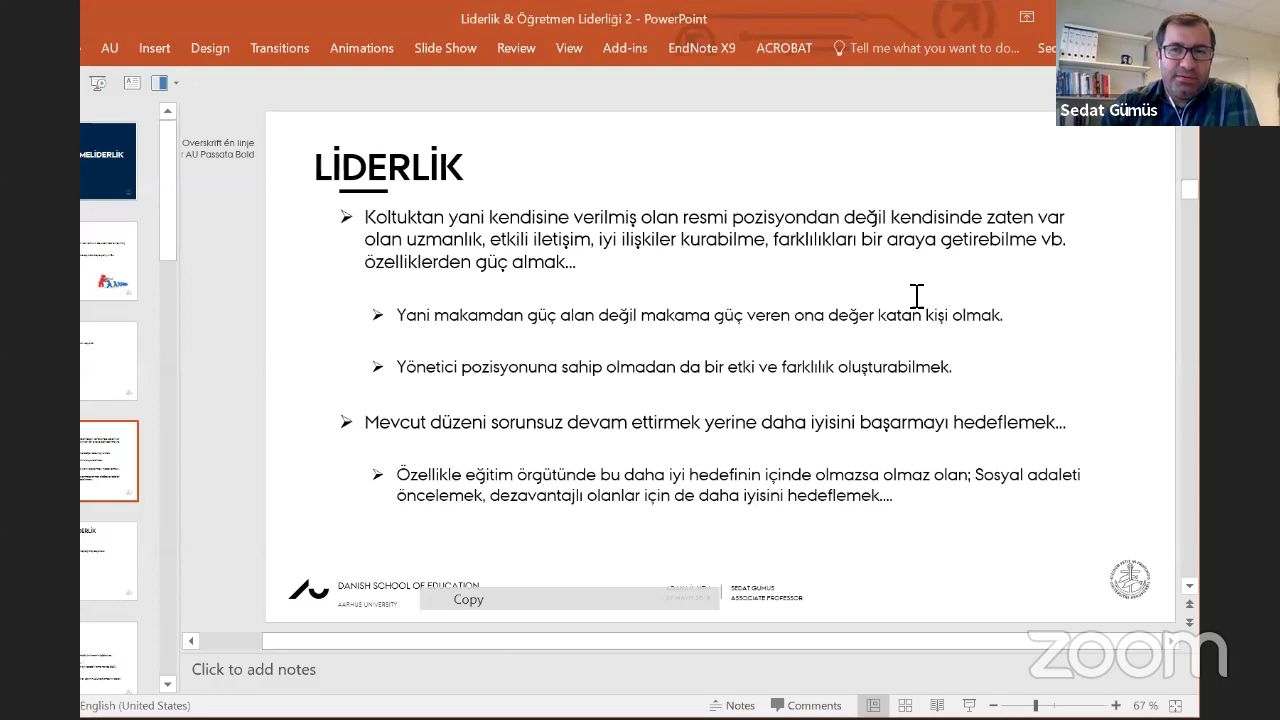 Liderlik & Öğretmen Liderliği 2 - PowerPoint
AU Insert Design Transitions Animations Slide Show Review View Add-ins EndNote X9 ACROBAT Tell me what you want to do...
Sedat Gümüs
Overskrift én linje
AU Passata Bold
MELİDERLİK
LİDERLİK
Koltuktan yani kendisine verilmiş olan resmi pozisyondan değil kendisinde zaten var
olan uzmanlık, etkili iletişim, iyi ilişkiler kurabilme, farklılıkları bir araya getirebilme vb.
özelliklerden güç almak...
Yani makamdan güç alan değil makama güç veren ona değer katan kişi olmak.
Yönetici pozisyonuna sahip olmadan da bir etki ve farklılık oluşturabilmek.
Mevcut düzeni sorunsuz devam ettirmek yerine daha iyisini başarmayı hedeflemek...
Özellikle eğitim örgütünde bu daha iyi hedefinin içinde olmazsa olmaz olan; Sosyal adaleti
öncelemek, dezavantajlı olanlar için de daha iyisini hedeflemek....
DANISH SCHOOL OF EDUCATION
AARHUS UNIVERSITY
Copy
SEDAT GUMUS
ASSOCIATE PROFESSOR
zoom
Click to add notes
English (United States)
Notes Comments 67 %